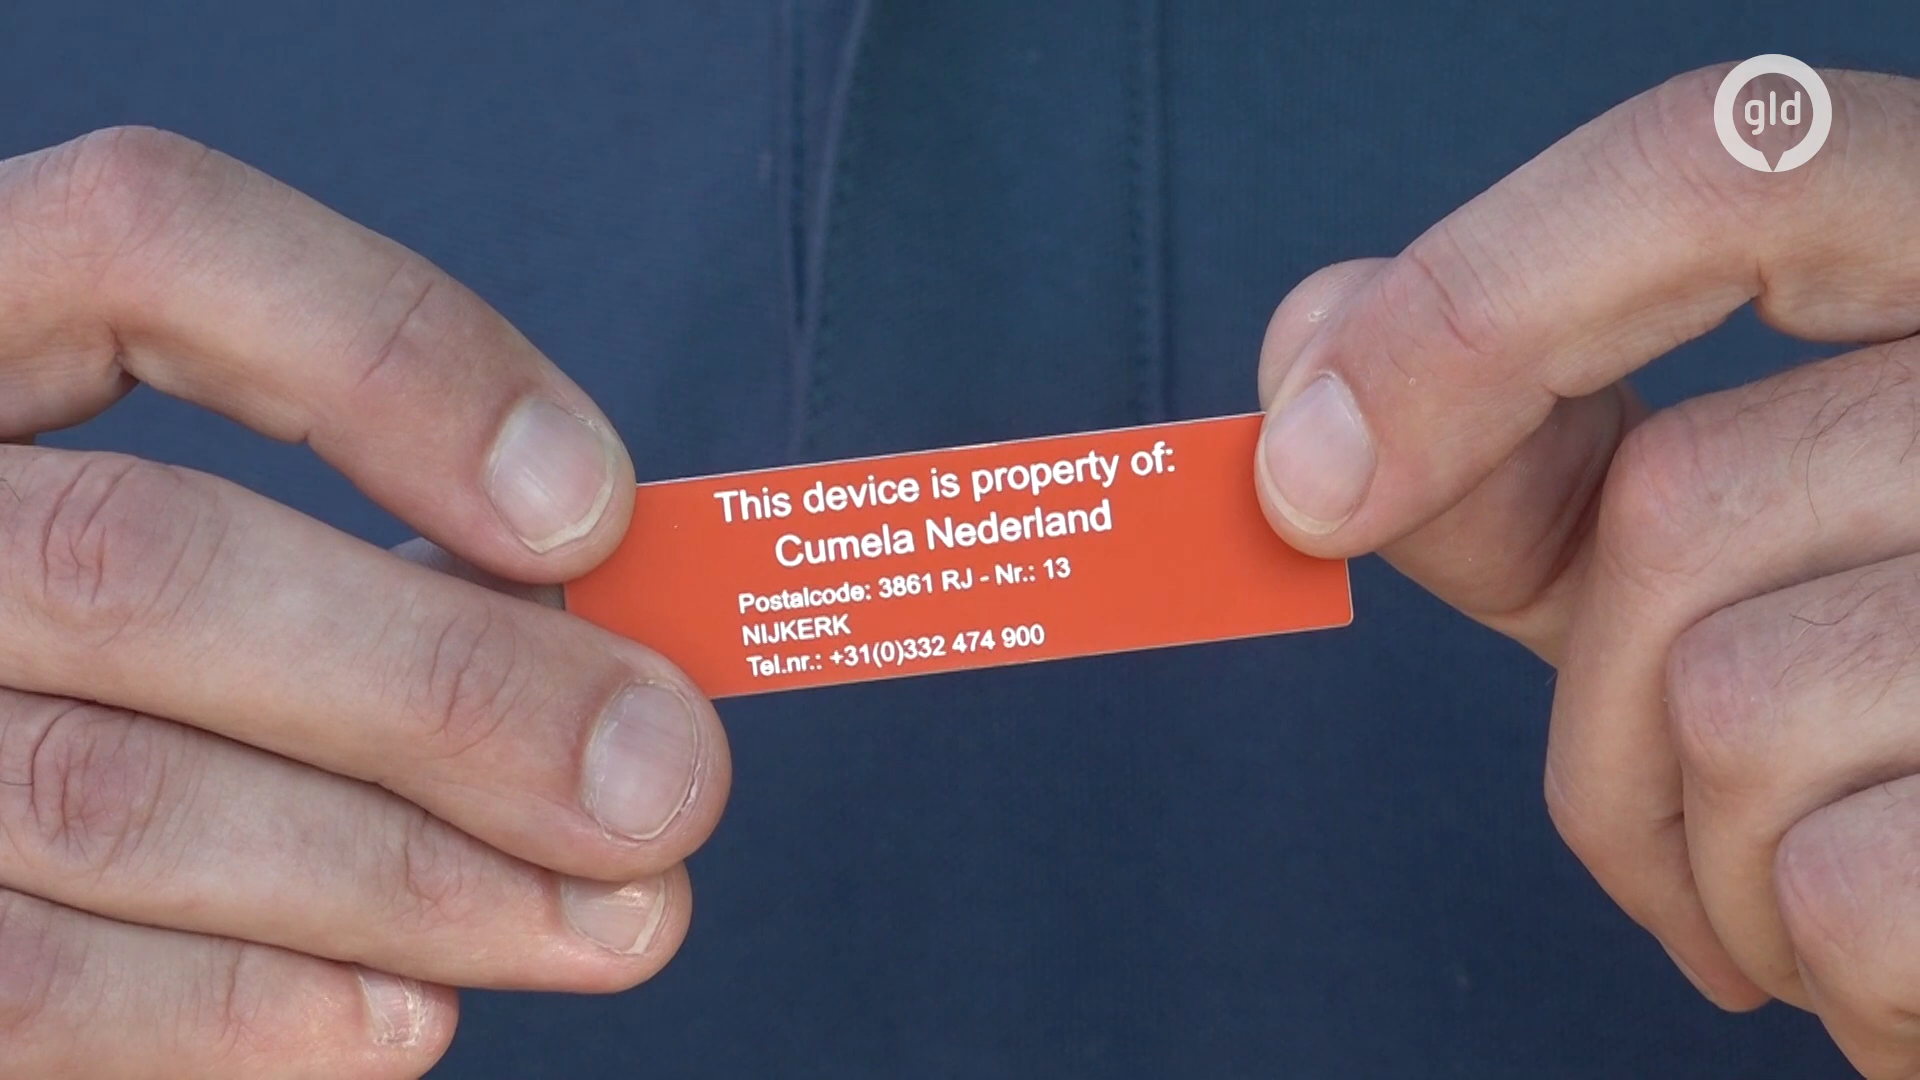 gld
This device is property of:
Cumela Nederland
Postalcode: 3861 RJ - Nr.: 13
NIJKERK
Tel.nr.: +31(0)332 474 900